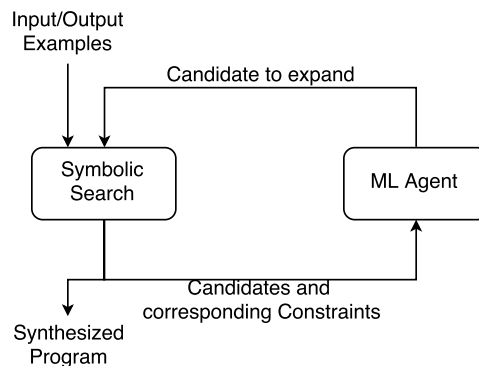 Input/Output
Examples
Candidate to expand
Symbolic
Search
ML Agent
Candidates and
corresponding Constraints
Synthesized
Program